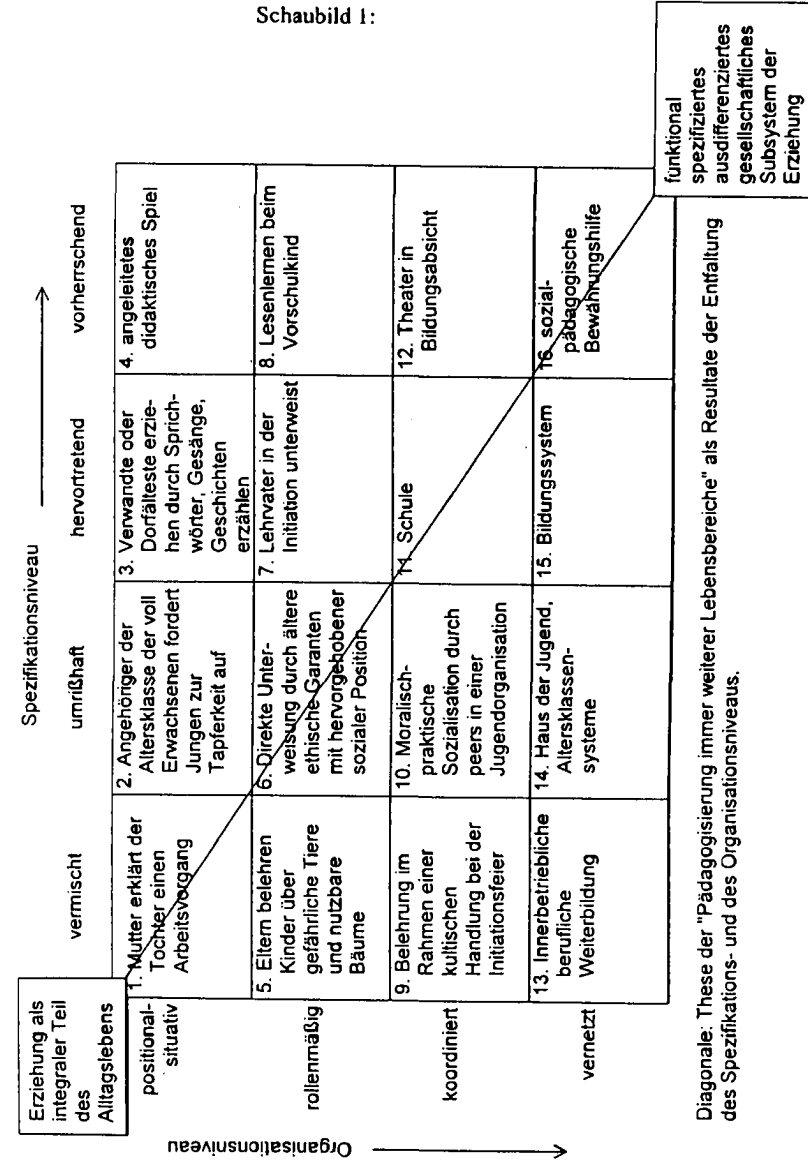 Schaubild 1:
Spezifikationsniveau
vermischt
umrißhaft
hervortretend
vorherrschend
Organisationsniveau
Erziehung als
integraler Teil
des
Alltagslebens
positional-
situativ
1. Mutter erklärt der
Tochter einen
Arbeitsvorgang
2. Angehöriger der
Altersklasse der voll
Erwachsenen fordert
Jungen zur
Tapferkeit auf
3. Verwandte oder
Dorfälteste erzie-
hen durch Sprich-
wörter, Gesänge,
Geschichten
erzählen
4. angeleitetes
didaktisches Spiel
rollenmäßig
5. Eltern belehren
Kinder über
gefährliche Tiere
und nutzbare
Bäume
6. Direkte Unter-
weisung durch ältere
ethische Garanten
mit hervorgehobener
sozialer Position
7. Lehrvater in der
Initiation unterweist
8. Lesenlernen beim
Vorschulkind
koordiniert
9. Belehrung im
Rahmen einer
kultischen
Handlung bei der
Initiationsfeier
10. Moralisch-
praktische
Sozialisation durch
peers in einer
Jugendorganisation
11. Schule
12. Theater in
Bildungsabsicht
vernetzt
13. Innerbetriebliche
berufliche
Weiterbildung
14. Haus der Jugend,
Altersklassen-
systeme
15. Bildungssystem
16. sozial-
pädagogische
Bewährungshilfe
funktional
spezifiziertes
ausdifferenziertes
gesellschaftliches
Subsystem der
Erziehung
Diagonale: These der "Pädagogisierung immer weiterer Lebensbereiche" als Resultate der Entfaltung
des Spezifikations- und des Organisationsniveaus.